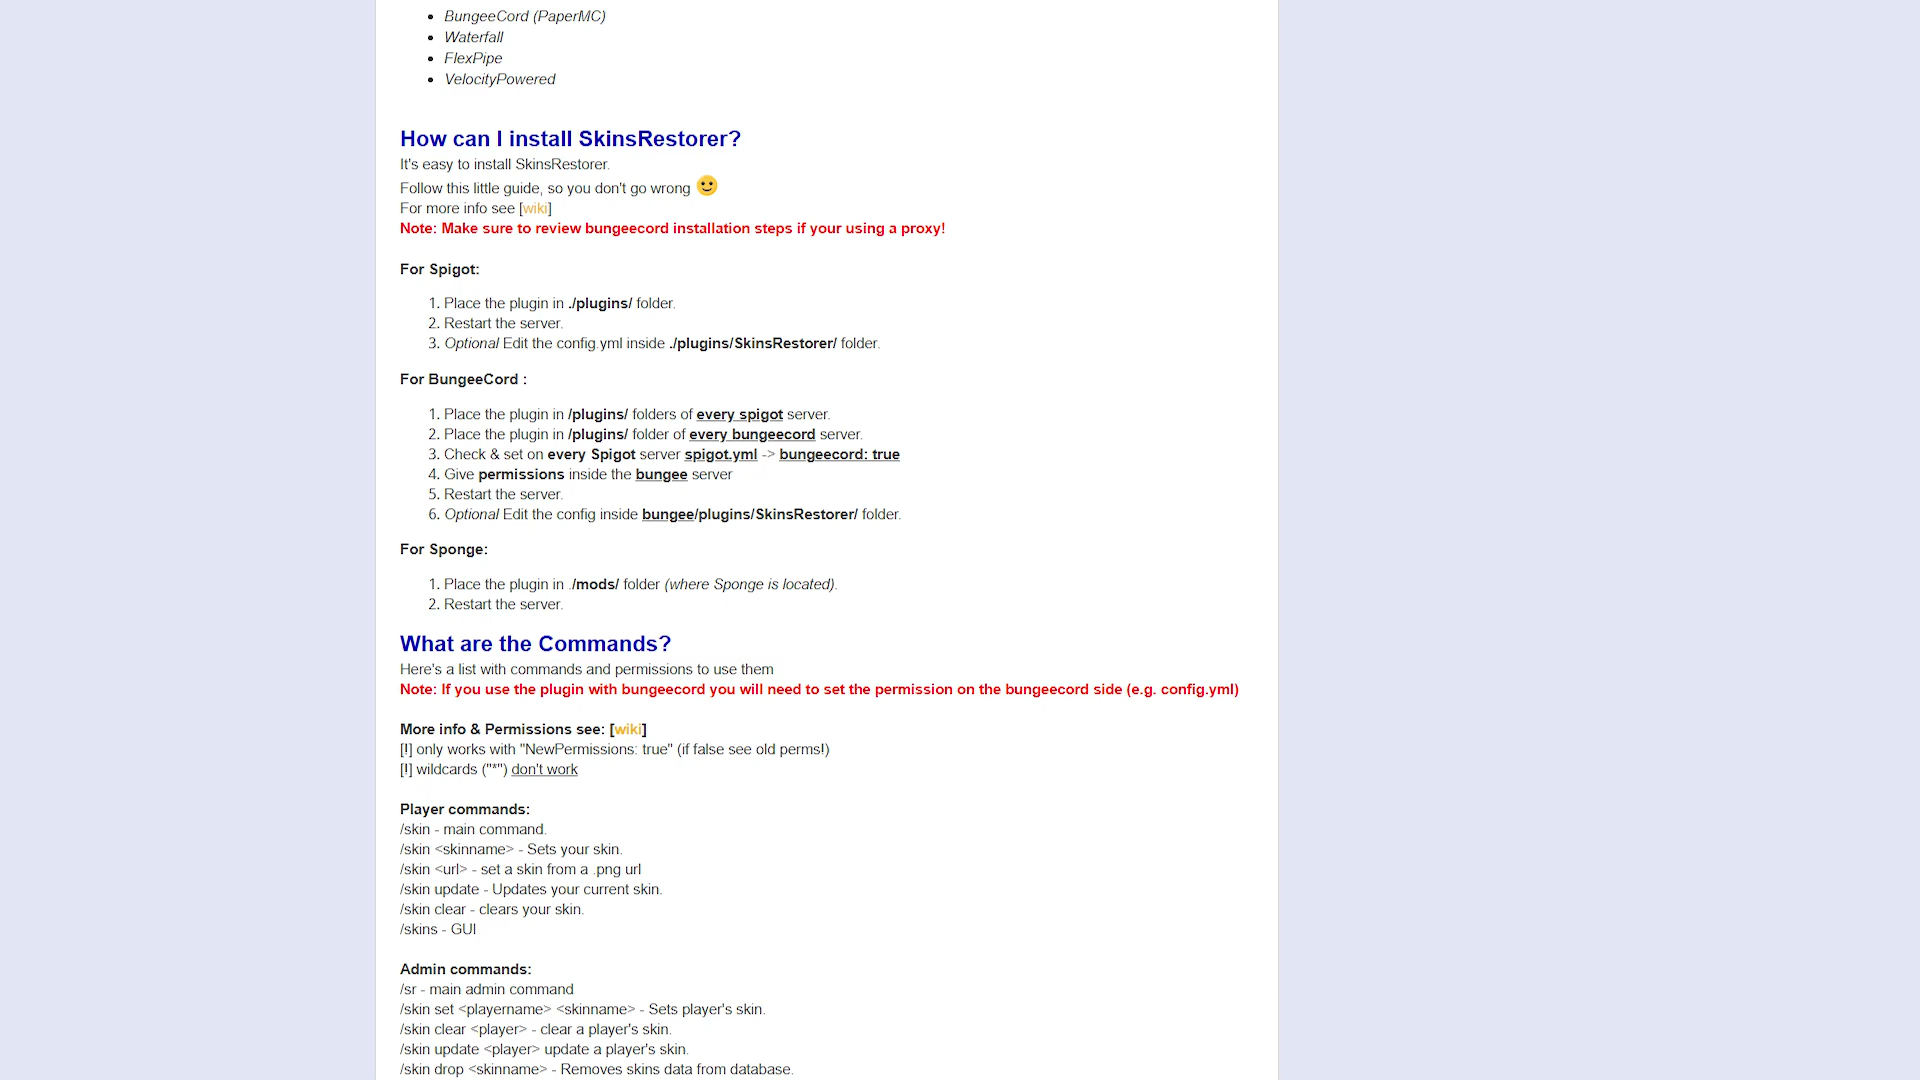 BungeeCord (PaperMC)
Waterfall
FlexPipe
VelocityPowered
How can I install SkinsRestorer?
It's easy to install SkinsRestorer.
Follow this little guide, so you don't go wrong
For more info see [wiki]
Note: Make sure to review bungeecord installation steps if your using a proxy!
For Spigot:
1. Place the plugin in ./plugins/ folder.
2. Restart the server.
3. Optional Edit the config.yml inside ./plugins/SkinsRestorer/ folder.
For BungeeCord :
1. Place the plugin in /plugins/ folders of every spigot server.
2. Place the plugin in /plugins/ folder of every bungeecord server.
3. Check & set on every Spigot server spigot.yml -> bungeecord: true
4. Give permissions inside the bungee server
5. Restart the server.
6. Optional Edit the config inside bungee/plugins/SkinsRestorer/ folder.
For Sponge:
1. Place the plugin in ./mods/ folder (where Sponge is located).
2. Restart the server.
What are the Commands?
Here's a list with commands and permissions to use them
Note: If you use the plugin with bungeecord you will need to set the permission on the bungeecord side (e.g. config.yml)
More info & Permissions see: [wiki]
[!] only works with "NewPermissions: true" (if false see old perms!)
[!] wildcards ("*") don't work
Player commands:
/skin - main command.
/skin <skinname> - Sets your skin.
/skin <url> - set a skin from a .png url
/skin update - Updates your current skin.
/skin clear - clears your skin.
/skins - GUI
Admin commands:
/sr - main admin command
/skin set <playername> <skinname> - Sets player's skin.
/skin clear <player> - clear a player's skin.
/skin update <player> update a player's skin.
/skin drop <skinname> - Removes skins data from database.